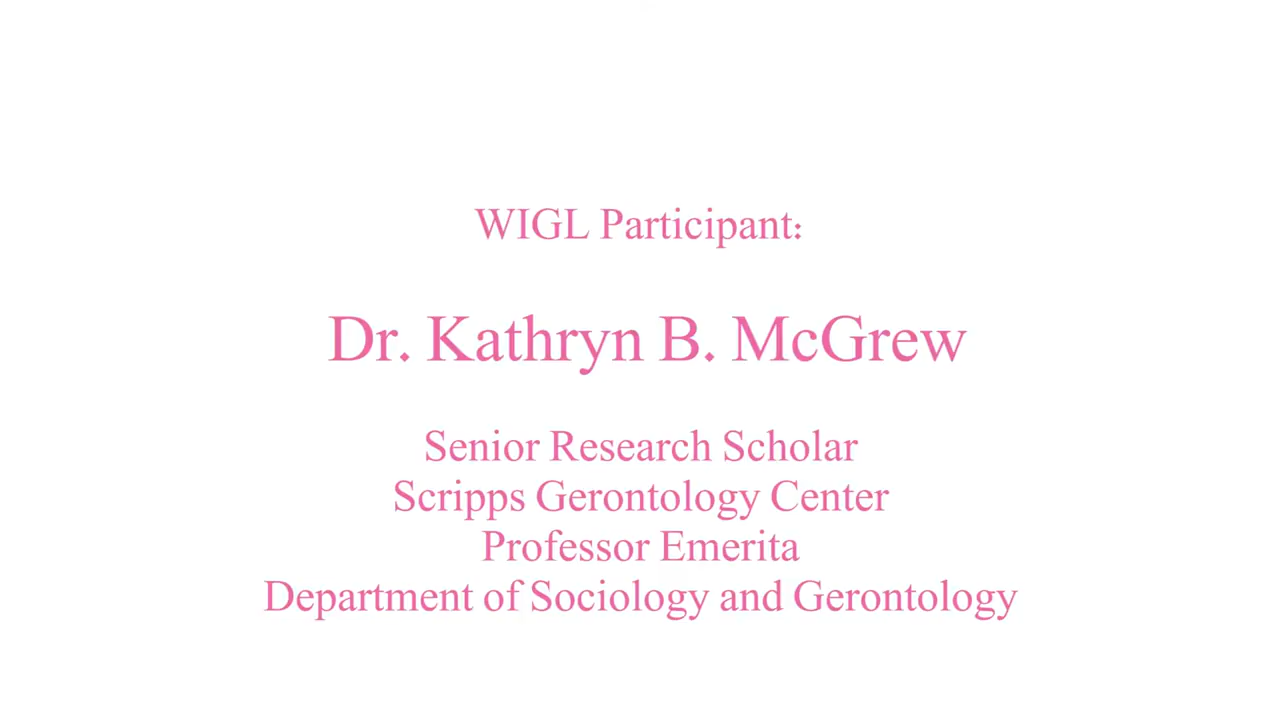 WIGL Participant:
Dr. Kathryn B. McGrew
Senior Research Scholar
Scripps Gerontology Center
Professor Emerita
Department of Sociology and Gerontology